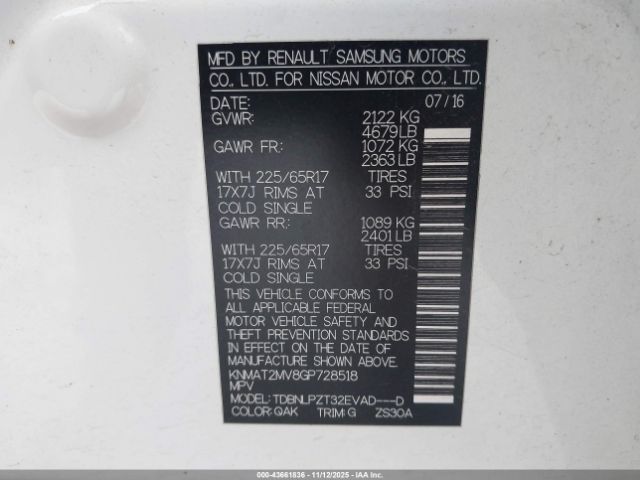 MFD BY RENAULT SAMSUNG MOTORS
CO., LTD. FOR NISSAN MOTOR CO., LTD.
DATE: 07/16
GVWR: 2122 KG
4679 LB
GAWR FR: 1072 KG
2363 LB
WITH 225/65R17 TIRES
17X7J RIMS AT 33 PSI
COLD SINGLE
GAWR RR: 1089 KG
2401 LB
WITH 225/65R17 TIRES
17X7J RIMS AT 33 PSI
COLD SINGLE
THIS VEHICLE CONFORMS TO
ALL APPLICABLE FEDERAL
MOTOR VEHICLE SAFETY AND
THEFT PREVENTION STANDARDS
IN EFFECT ON THE DATE OF
MANUFACTURE SHOWN ABOVE.
KNMAT2MV8GP728518
MPV
MODEL: TDBNLPZT32EVAD---D
COLOR: QAK TRIM: G ZS30A
000-43661836 - 11/12/2025 - IAAI.COM